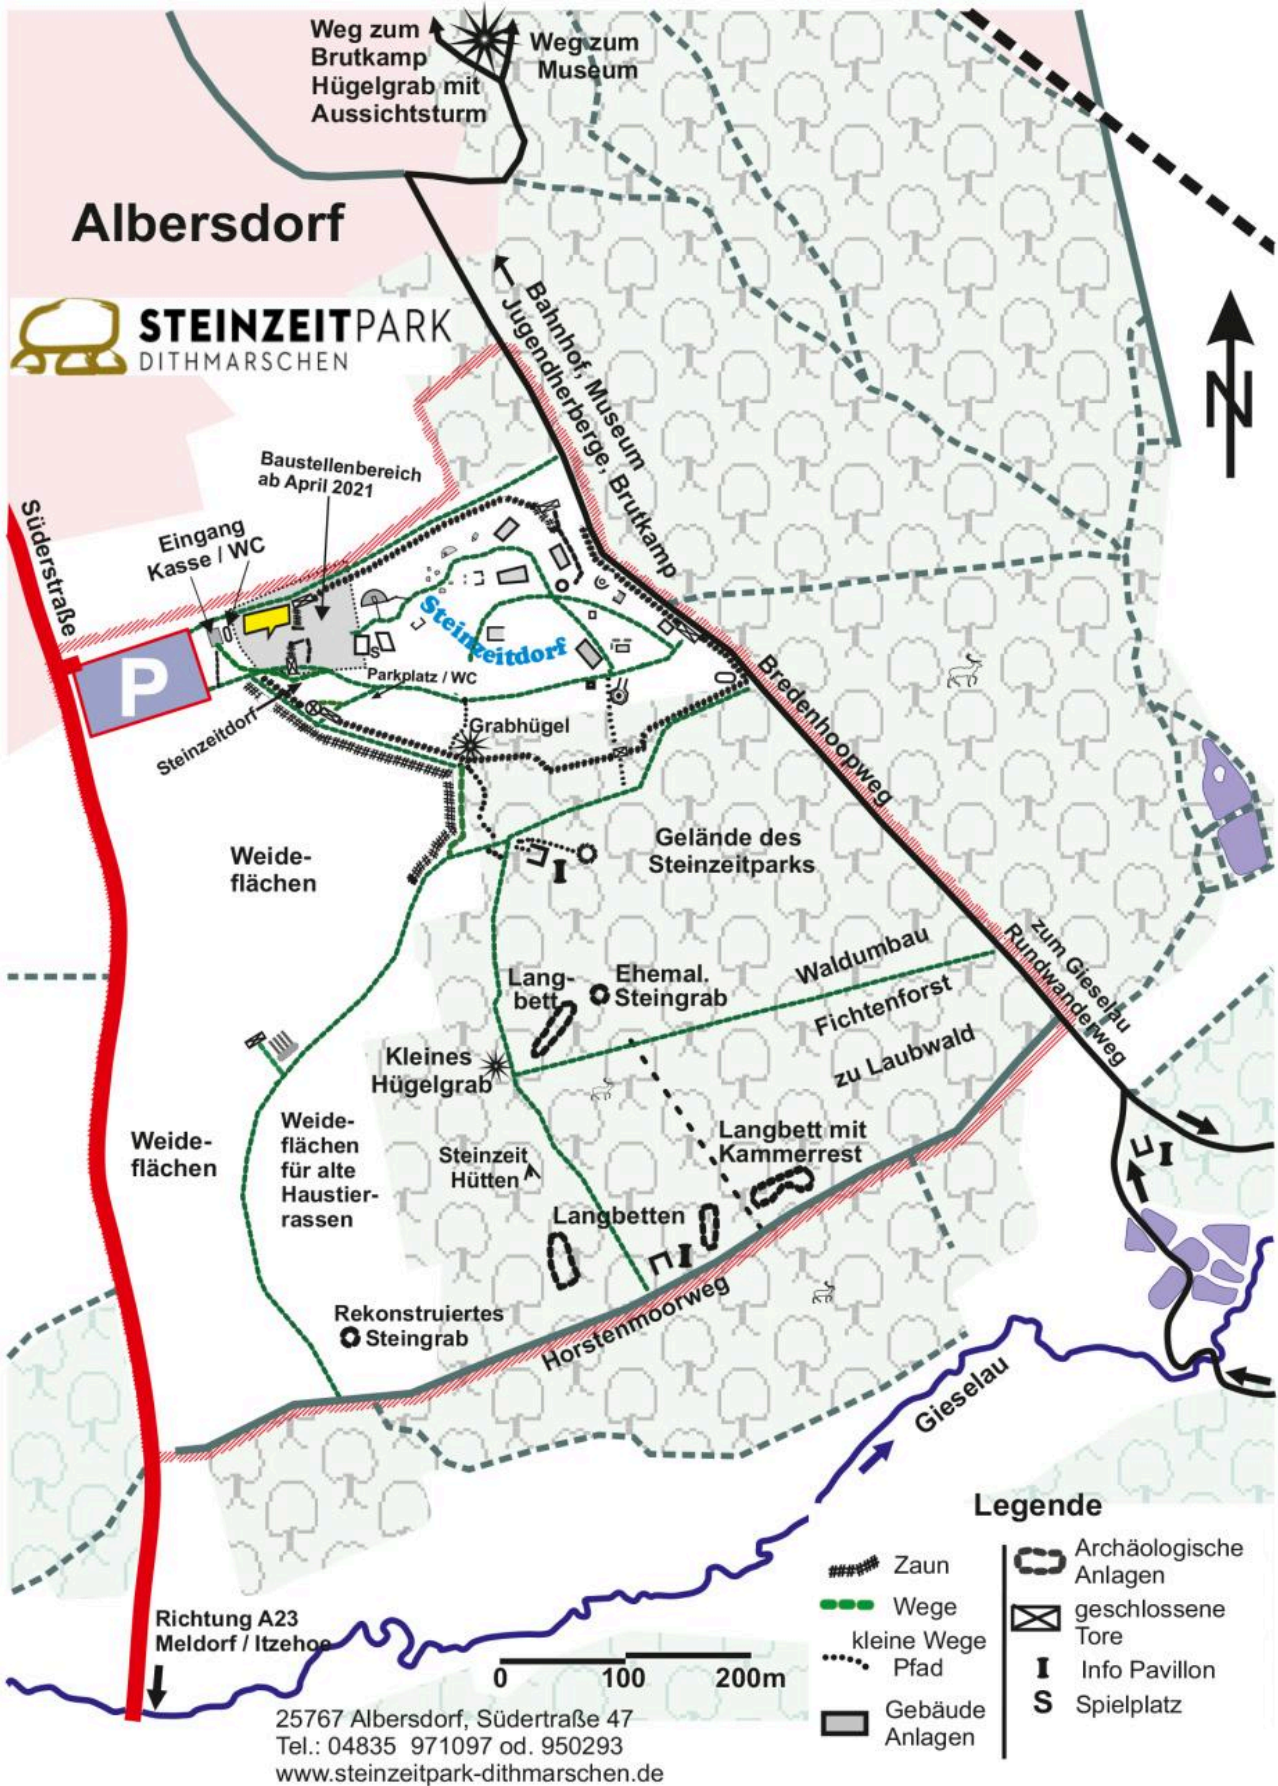 Weg zum
Brutkamp
Hügelgrab mit
Aussichtsturm
Weg zum
Museum
Albersdorf
STEINZEITPARK
DITHMARSCHEN
Bahnhof, Museum
Jugendherberge, Brutkamp
N
Baustellenbereich
ab April 2021
Süderstraße
Eingang
Kasse / WC
P
S
Steinzeitdorf
Parkplatz / WC
Steinzeitdorf
Grabhügel
Bredenhoopweg
Weide-
flächen
Gelände des
Steinzeitparks
zum Gieselau
Rundwanderweg
Waldumbau
Fichtenforst
zu Laubwald
Lang-
bett
Ehemal.
Steingrab
Kleines
Hügelgrab
Weide-
flächen
Weide-
flächen
für alte
Haustier-
rassen
Steinzeit
Hütten
Langbett mit
Kammerrest
Langbetten
Rekonstruiertes
Steingrab
Horstenmoorweg
Gieselau
Richtung A23
Meldorf / Itzehoe
0 100 200m
25767 Albersdorf, Südertraße 47
Tel.: 04835 971097 od. 950293
www.steinzeitpark-dithmarschen.de
Legende
Zaun
Wege
kleine Wege
Pfad
Gebäude
Anlagen
Archäologische
Anlagen
geschlossene
Tore
Info Pavillon
S Spielplatz